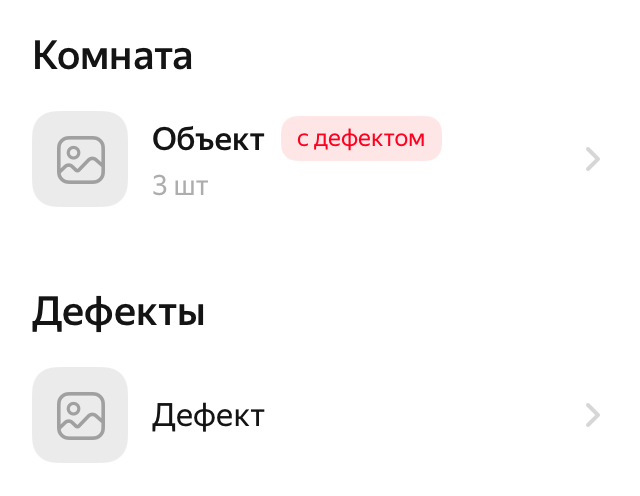 Комната
Объект с дефектом
3 шт
Дефекты
Дефект